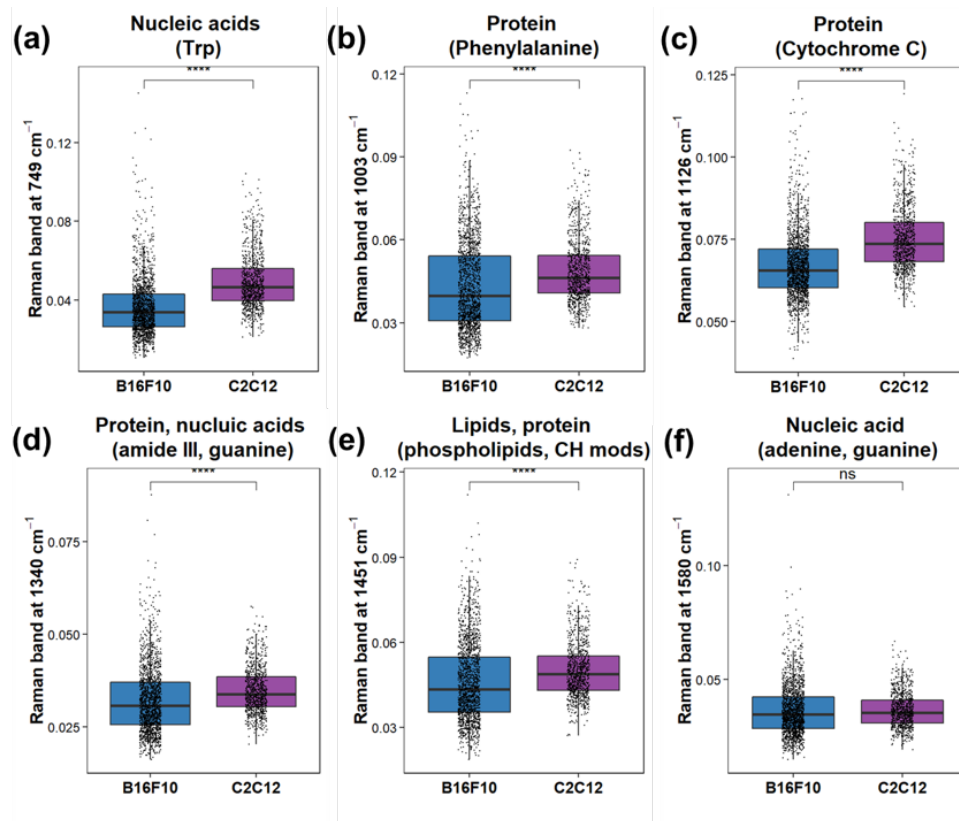 (a)
Nucleic acids
(Trp)
****
Raman band at 749 cm⁻¹
0.12
0.08
0.04
B16F10 C2C12
(b)
Protein
(Phenylalanine)
****
Raman band at 1003 cm⁻¹
0.12
0.09
0.06
0.03
B16F10 C2C12
(c)
Protein
(Cytochrome C)
****
Raman band at 1126 cm⁻¹
0.125
0.100
0.075
0.050
B16F10 C2C12
(d)
Protein, nucluic acids
(amide III, guanine)
****
Raman band at 1340 cm⁻¹
0.075
0.050
0.025
B16F10 C2C12
(e)
Lipids, protein
(phospholipids, CH mods)
****
Raman band at 1451 cm⁻¹
0.12
0.09
0.06
0.03
B16F10 C2C12
(f)
Nucleic acid
(adenine, guanine)
ns
Raman band at 1580 cm⁻¹
0.10
0.05
B16F10 C2C12